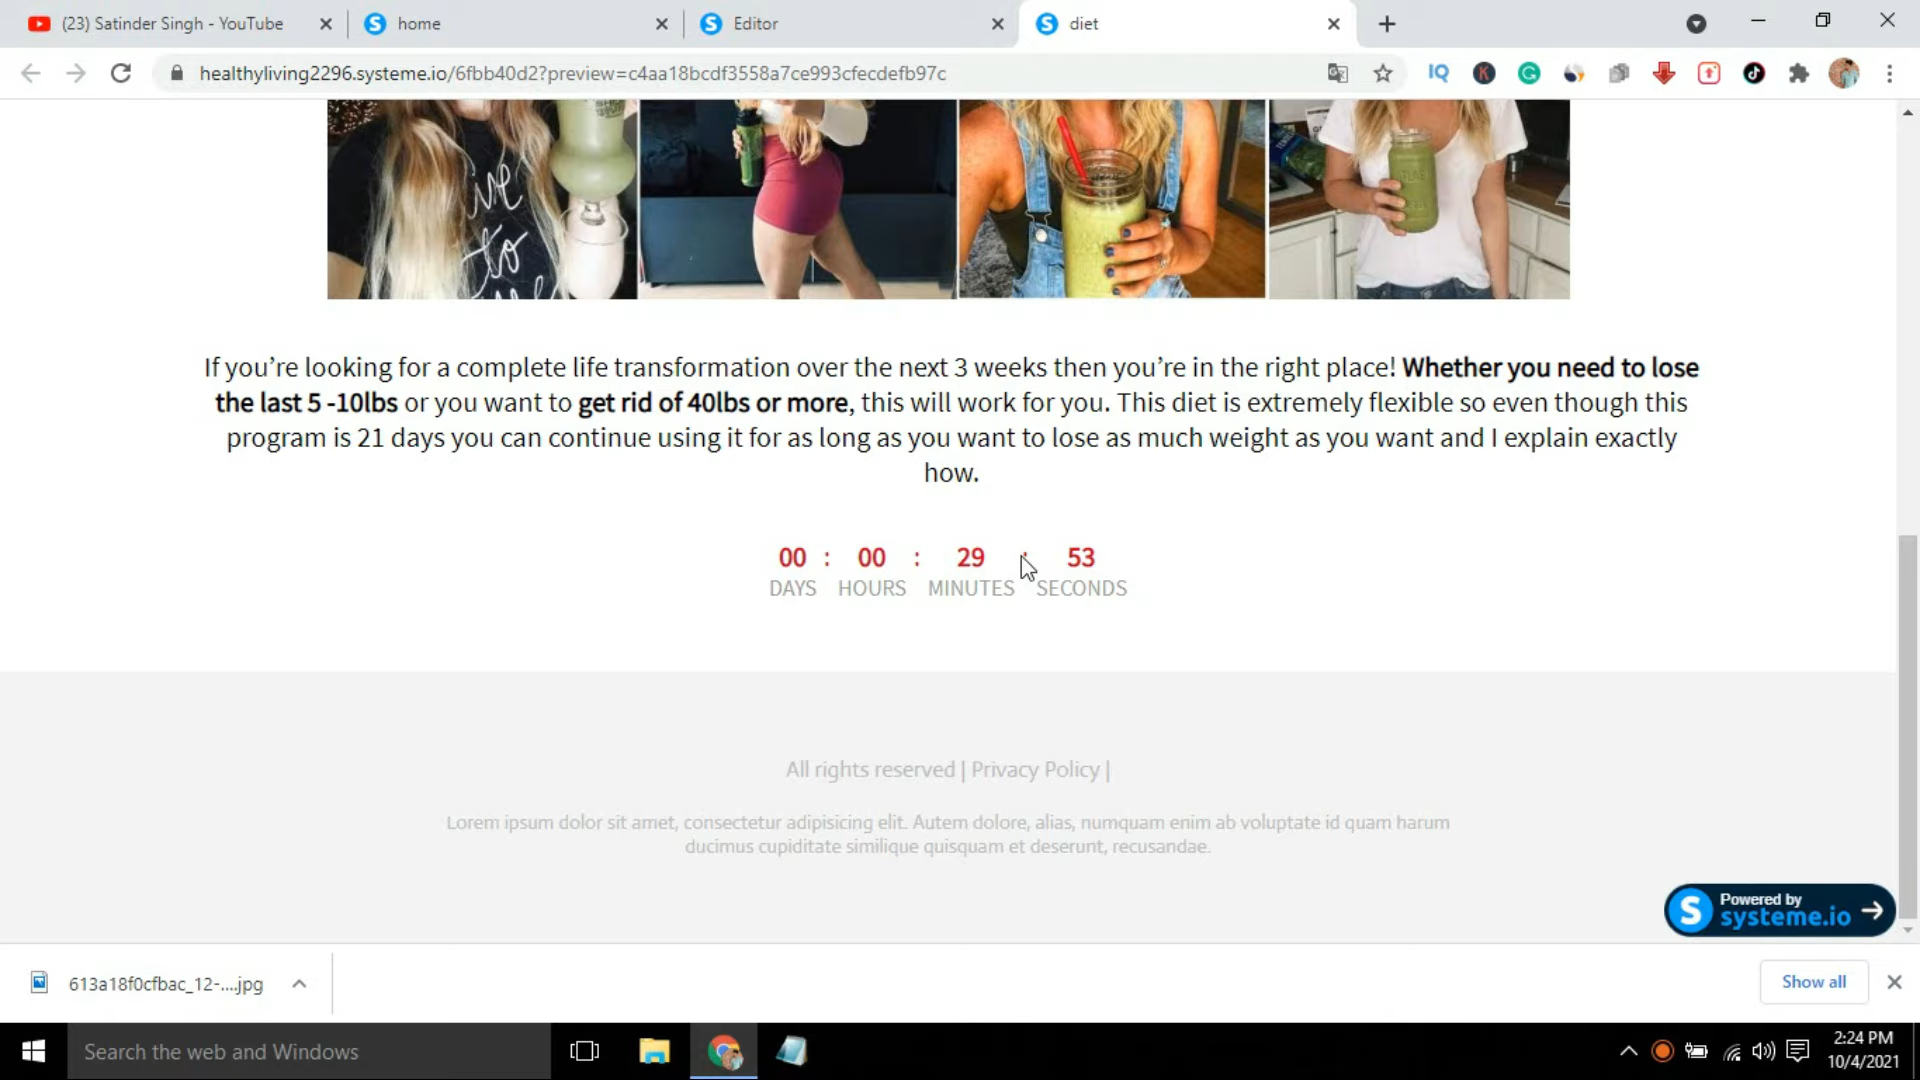 (23) Satinder Singh - YouTube
home
Editor
diet
healthyliving2296.systeme.io/6fbb40d2?preview=c4aa18bcdf3558a7ce993cfecdefb97c
IQ
K
G
to
If you’re looking for a complete life transformation over the next 3 weeks then you’re in the right place! Whether you need to lose
the last 5 -10lbs or you want to get rid of 40lbs or more, this will work for you. This diet is extremely flexible so even though this
program is 21 days you can continue using it for as long as you want to lose as much weight as you want and I explain exactly
how.
00 : 00 : 29 : 53
DAYS HOURS MINUTES SECONDS
All rights reserved | Privacy Policy |
Lorem ipsum dolor sit amet, consectetur adipisicing elit. Autem dolore, alias, numquam enim ab voluptate id quam harum
ducimus cupiditate similique quisquam et deserunt, recusandae.
S Powered by
systeme.io
613a18f0cfbac_12-....jpg
Show all
Search the web and Windows
2:24 PM
10/4/2021